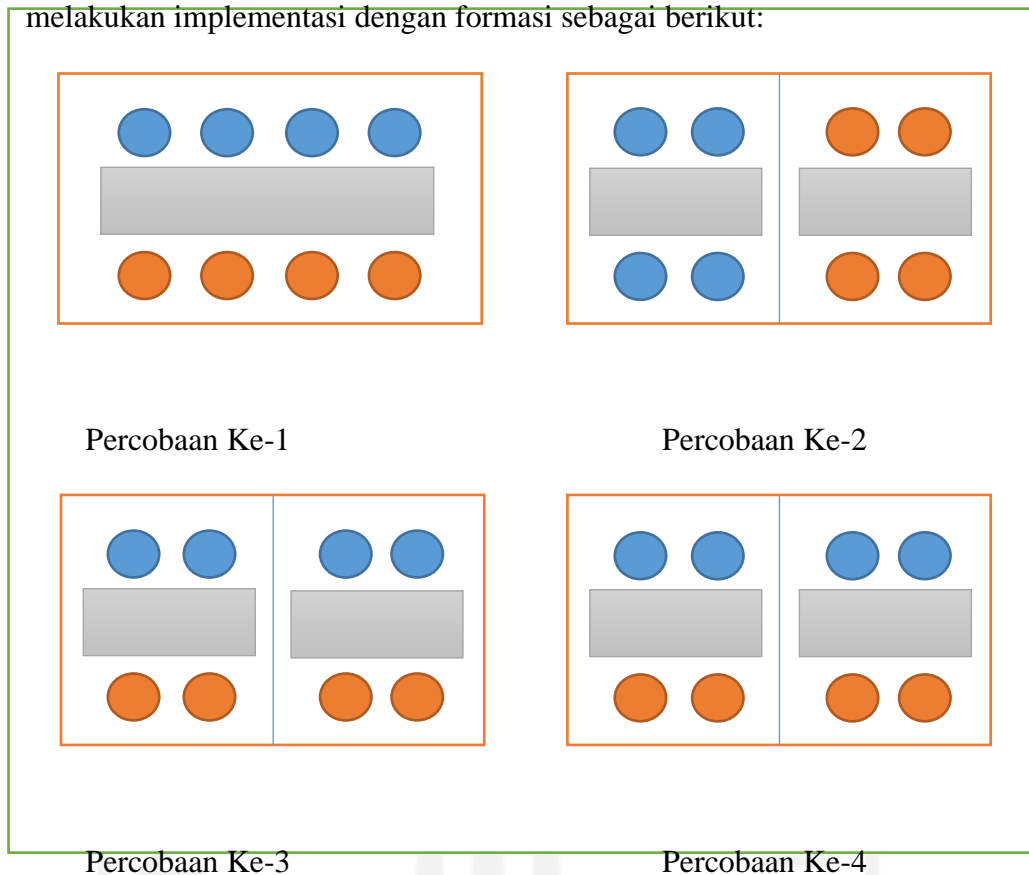 melakukan implementasi dengan formasi sebagai berikut:
Percobaan Ke-1
Percobaan Ke-2
Percobaan Ke-3
Percobaan Ke-4